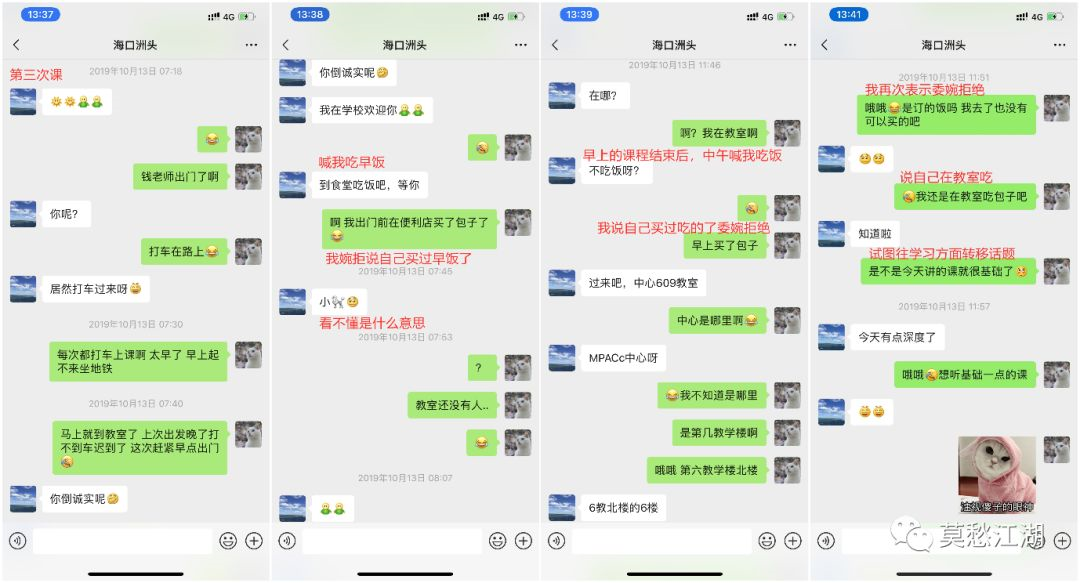 13:37
4G
海口洲头
第三次课
2019年10月13日 07:18
钱老师出门了啊
你呢?
打车在路上
居然打车过来呀
2019年10月13日 07:30
每次都打车上课啊 太早了 早上起
不来坐地铁
2019年10月13日 07:40
马上就到教室了 上次出发晚了打
不到车迟到了 这次赶紧早点出门
你倒诚实呢
13:38
4G
海口洲头
你倒诚实呢
我在学校欢迎你
喊我吃早饭
到食堂吃饭吧，等你
啊 我出门前在便利店买了包子了
我婉拒说自己买过早饭了
2019年10月13日 07:45
小
看不懂是什么意思
2019年10月13日 07:53
?
教室还没有人..
2019年10月13日 08:07
13:39
4G
海口洲头
2019年10月13日 11:46
在哪?
啊? 我在教室啊
早上的课程结束后，中午喊我吃饭
不吃饭呀?
我说自己买过吃的了委婉拒绝
早上买了包子
过来吧，中心609教室
中心是哪里啊
MPACc中心呀
我不知道是哪里
是第几教学楼啊
哦哦 第六教学楼北楼
6教北楼的6楼
13:41
4G
海口洲头
2019年10月13日 11:51
我再次表示委婉拒绝
哦哦是订的饭吗 我去了也没有
可以买的吧
说自己在教室吃
我还是在教室吃包子吧
知道啦
试图往学习方面转移话题
是不是今天讲的课就很基础了
2019年10月13日 11:57
今天有点深度了
哦哦想听基础一点的课
注视傻子的眼神
莫愁江湖